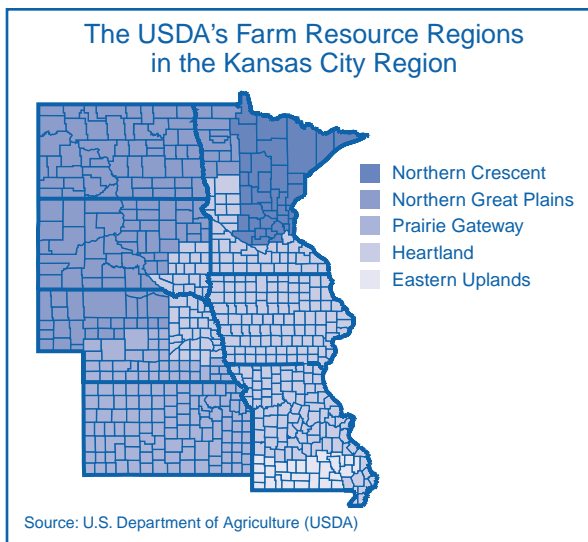 The USDA's Farm Resource Regions
in the Kansas City Region
Northern Crescent
Northern Great Plains
Prairie Gateway
Heartland
Eastern Uplands
Source: U.S. Department of Agriculture (USDA)